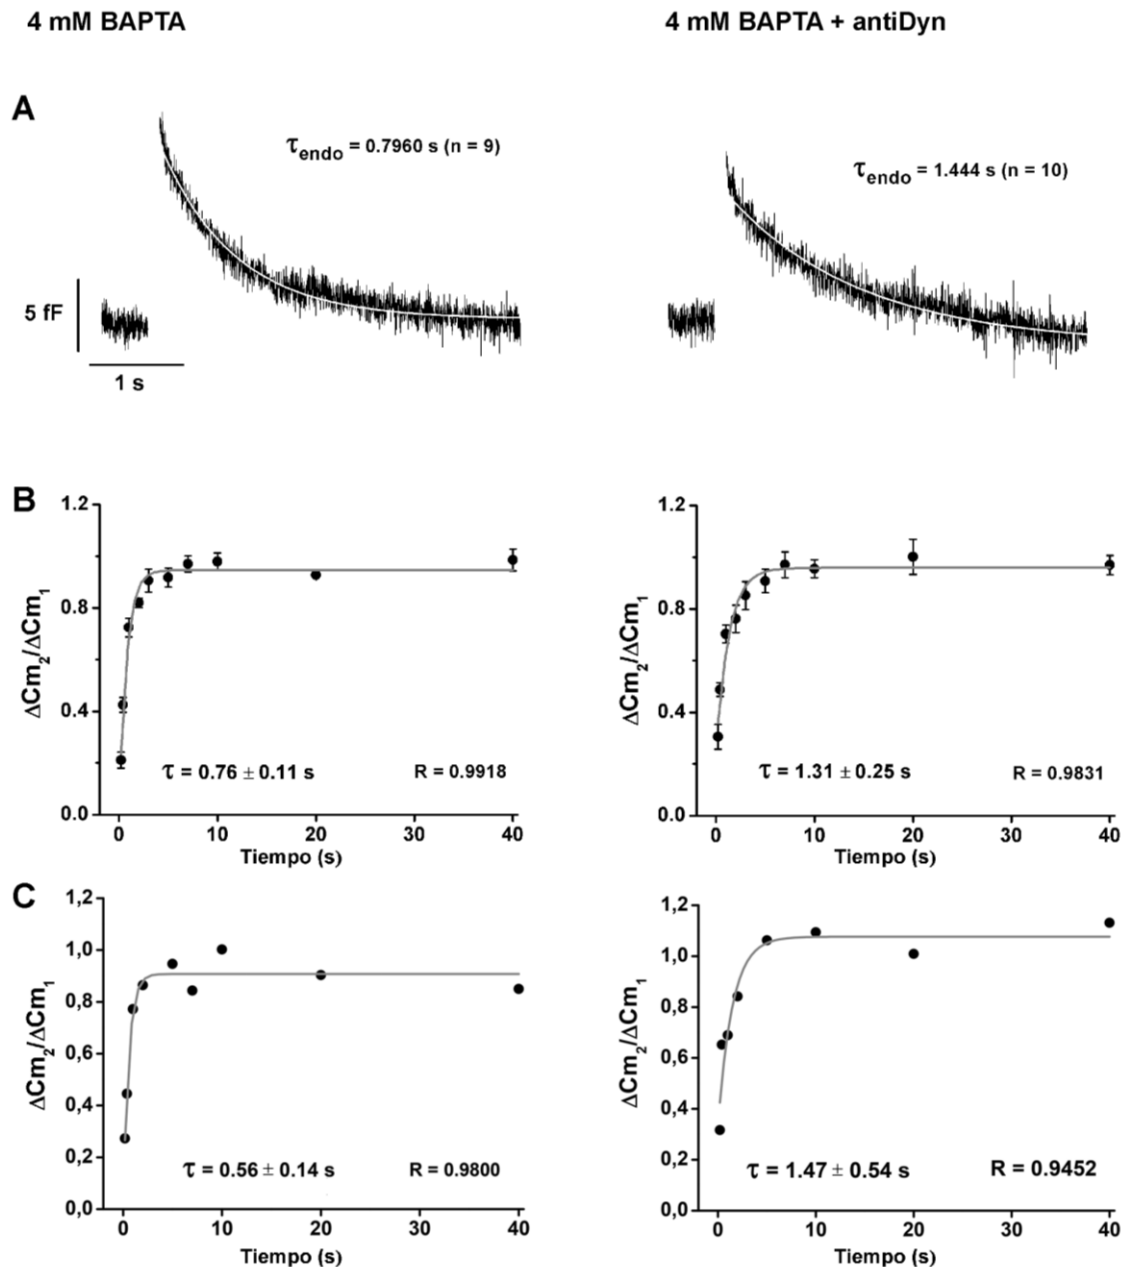 4 mM BAPTA
4 mM BAPTA + antiDyn
A
τendo = 0.7960 s (n = 9)
τendo = 1.444 s (n = 10)
5 fF
1 s
B
1.2
0.8
0.4
0.0
ΔCm2/ΔCm1
τ = 0.76 ± 0.11 s
R = 0.9918
0
10
20
30
40
Tiempo (s)
1.2
0.8
0.4
0.0
ΔCm2/ΔCm1
τ = 1.31 ± 0.25 s
R = 0.9831
0
10
20
30
40
Tiempo (s)
C
1,2
1,0
0,8
0,6
0,4
0,2
0,0
ΔCm2/ΔCm1
τ = 0.56 ± 0.14 s
R = 0.9800
0
10
20
30
40
Tiempo (s)
1,2
1,0
0,8
0,6
0,4
0,2
0,0
ΔCm2/ΔCm1
τ = 1.47 ± 0.54 s
R = 0.9452
0
10
20
30
40
Tiempo (s)